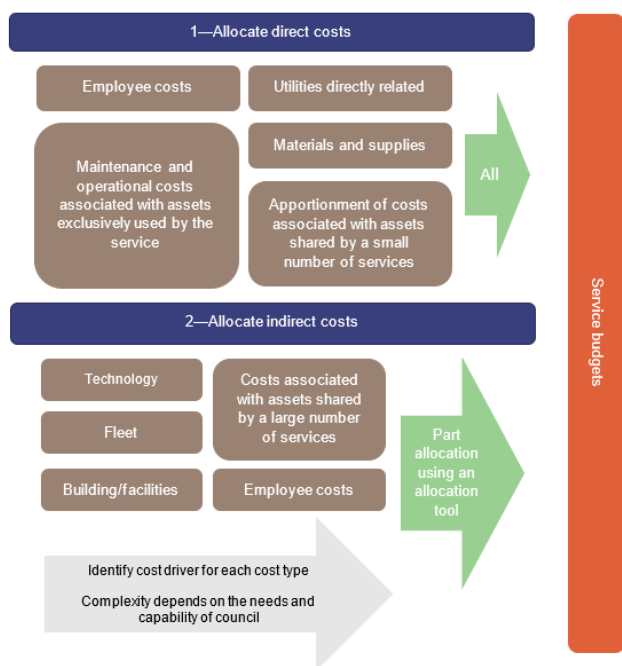 1—Allocate direct costs
Employee costs
Utilities directly related
Maintenance and
operational costs
associated with assets
exclusively used by the
service
Materials and supplies
Apportionment of costs
associated with assets
shared by a small
number of services
All
2—Allocate indirect costs
Technology
Fleet
Building/facilities
Costs associated
with assets shared
by a large number
of services
Employee costs
Part
allocation
using an
allocation
tool
Identify cost driver for each cost type
Complexity depends on the needs and
capability of council
Service budgets